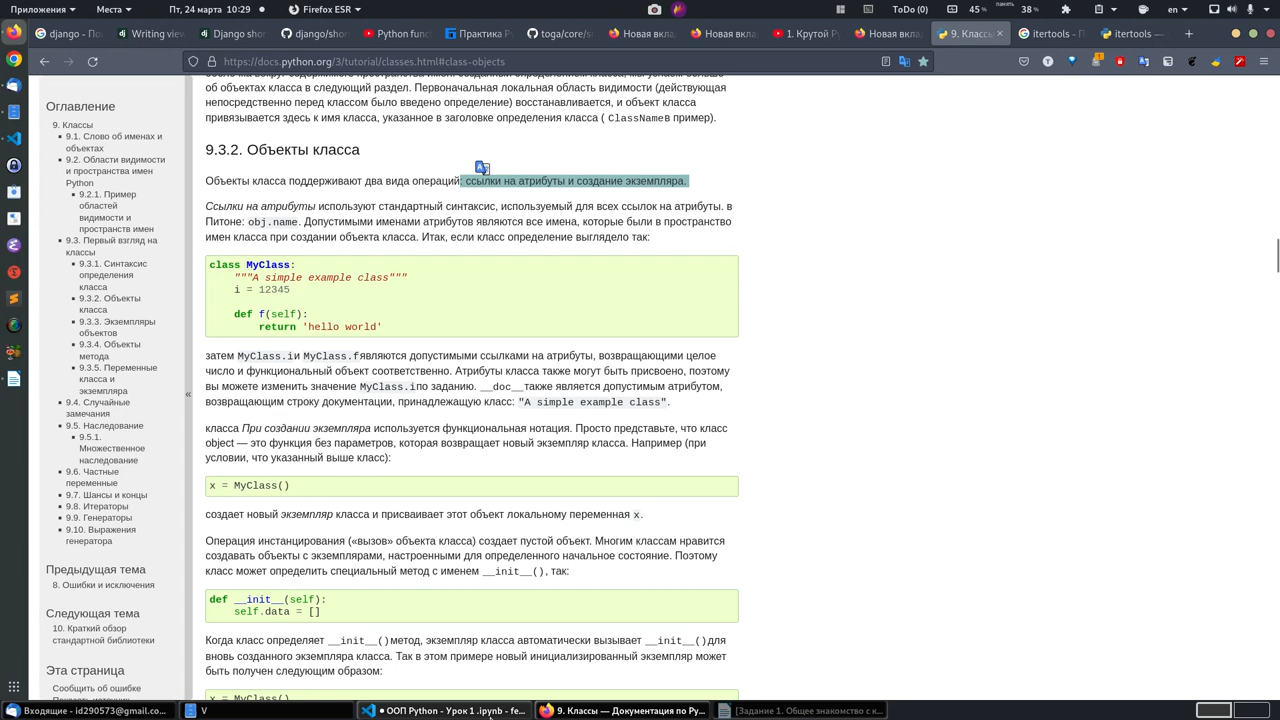 Приложения Места Пт, 24 марта 00:05 память ToDo (0) 45.0 °C en
django - По Writing view Django short django/shor Python Functi Практика Py toga/core/s Новая вклад 1. Крутой Ру Новая вклад 9. Класс itertools - П itertools —
https://docs.python.org/3/tutorial/classes.html#class-objects
Оглавление
9. Классы
9.1. Слово об именах и
объектах
9.2. Области видимости
и пространства имен
Python
9.2.1. Пример
областей
видимости и
пространств имен
9.3. Первый взгляд на
классы
9.3.1. Синтаксис
определения
класса
9.3.2. Объекты
класса
9.3.3. Экземпляры
объектов
9.3.4. Объекты
метода
9.3.5. Переменные
класса и
экземпляра
9.4. Случайные
замечания
9.5. Наследование
9.5.1.
Множественное
наследование
9.6. Частные
переменные
9.7. Шансы и концы
9.8. Итераторы
9.9. Генераторы
9.10. Выражения
генератора
Предыдущая тема
8. Ошибки и исключения
Следующая тема
10. Краткий обзор
стандартной библиотеки
Эта страница
Сообщить об ошибке
«
об объектах класса в следующий раздел. Первоначальная локальная область видимости (действующая
непосредственно перед классом было введено определение) восстанавливается, и объект класса
привязывается здесь к имя класса, указанное в заголовке определения класса ( ClassNameв пример).
9.3.2. Объекты класса
Объекты класса поддерживают два вида операций: ссылки на атрибуты и создание экземпляра.
Ссылки на атрибуты используют стандартный синтаксис, используемый для всех ссылок на атрибуты. в
Питоне: obj.name. Допустимыми именами атрибутов являются все имена, которые были в пространство
имен класса при создании объекта класса. Итак, если класс определение выглядело так:
class MyClass:
"""A simple example class"""
i = 12345
def f(self):
return 'hello world'
затем MyClass.iи MyClass.fявляются допустимыми ссылками на атрибуты, возвращающими целое
число и функциональный объект соответственно. Атрибуты класса также могут быть присвоено, поэтому
вы можете изменить значение MyClass.iпо заданию. __doc__также является допустимым атрибутом,
возвращающим строку документации, принадлежащую класс: "A simple example class".
класса При создании экземпляра используется функциональная нотация. Просто представьте, что класс
object — это функция без параметров, которая возвращает новый экземпляр класса. Например (при
условии, что указанный выше класс):
x = MyClass()
создает новый экземпляр класса и присваивает этот объект локальному переменная x.
Операция инстанцирования («вызов» объекта класса) создает пустой объект. Многим классам нравится
создавать объекты с экземплярами, настроенными для определенного начальное состояние. Поэтому
класс может определить специальный метод с именем __init__(), так:
def __init__(self):
self.data = []
Когда класс определяет __init__()метод, экземпляр класса автоматически вызывает __init__()для
вновь созданного экземпляра класса. Так в этом примере новый инициализированный экземпляр может
быть получен следующим образом:
x = MyClass()
Входящие - id290573@gmail.co... V ● ООП Python - Урок 1 .ipynb - fe... 9. Классы — Документация по Py... [Задание 1. Общее знакомство с к...